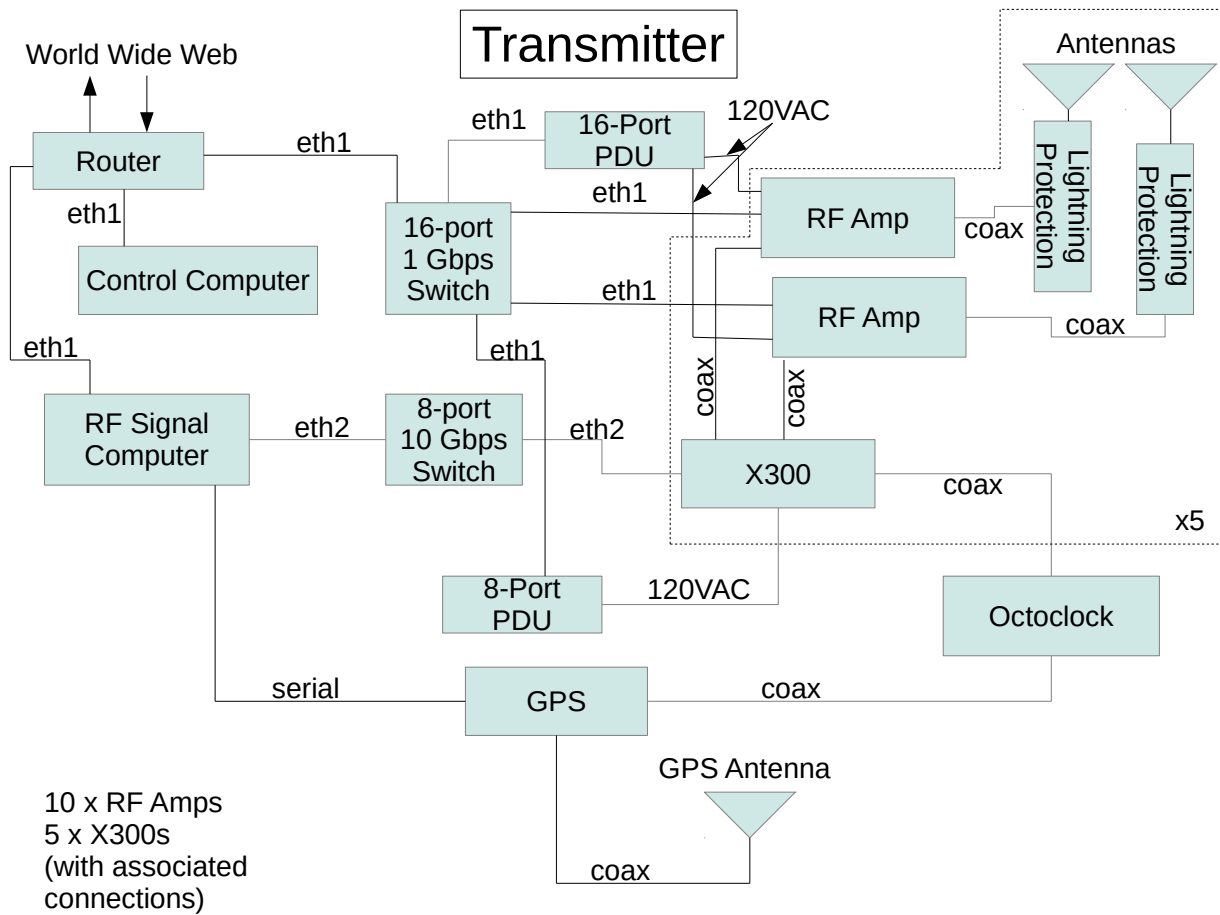 Transmitter
World Wide Web
Antennas
120VAC
eth1
16-Port
PDU
Router
eth1
eth1
Lightning
Protection
Lightning
Protection
eth1
RF Amp
coax
16-port
1 Gbps
Switch
Control Computer
eth1
RF Amp
coax
eth1
eth1
coax
coax
RF Signal
Computer
eth2
8-port
10 Gbps
Switch
eth2
X300
coax
x5
8-Port
PDU
120VAC
Octoclock
serial
GPS
coax
GPS Antenna
coax
10 x RF Amps
5 x X300s
(with associated
connections)